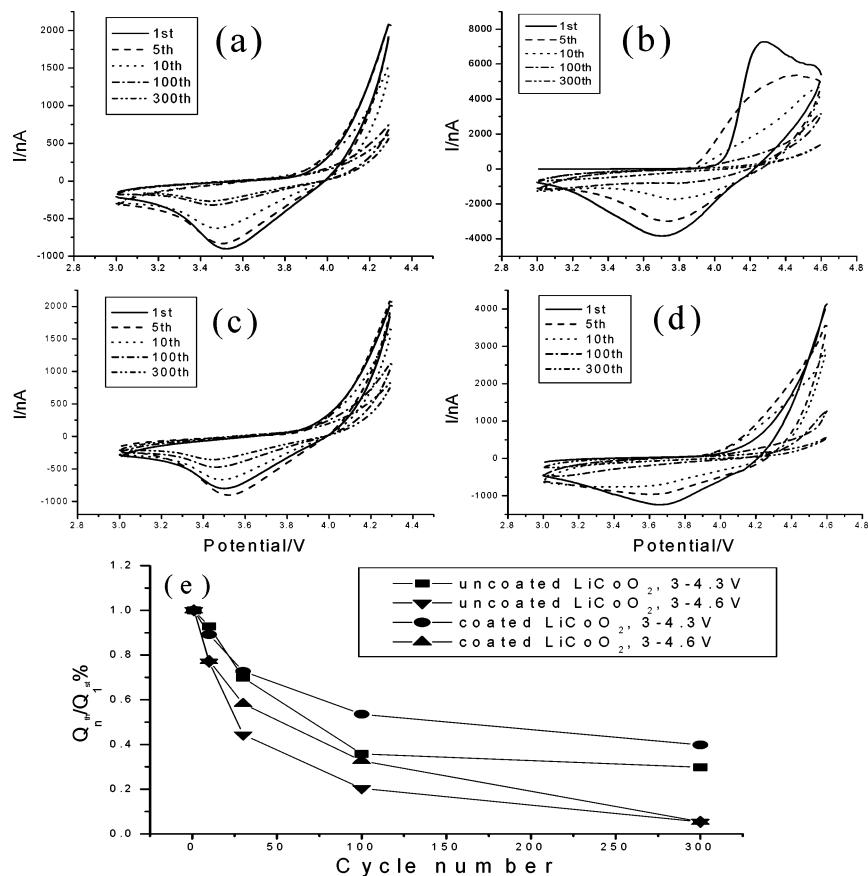 (a)
1st
5th
10th
100th
300th
I/nA
2000
1500
1000
500
0
-500
-1000
2.8 3.0 3.2 3.4 3.6 3.8 4.0 4.2 4.4
(b)
1st
5th
10th
100th
300th
I/nA
8000
6000
4000
2000
0
-2000
-4000
2.8 3.0 3.2 3.4 3.6 3.8 4.0 4.2 4.4 4.6 4.8
(c)
1st
5th
10th
100th
300th
I/nA
2000
1500
1000
500
0
-500
-1000
2.8 3.0 3.2 3.4 3.6 3.8 4.0 4.2 4.4
Potential/V
(d)
1st
5th
10th
100th
300th
I/nA
4000
3000
2000
1000
0
-1000
2.8 3.0 3.2 3.4 3.6 3.8 4.0 4.2 4.4 4.6 4.8
Potential/V
(e)
uncoated LiCoO2, 3-4.3V
uncoated LiCoO2, 3-4.6V
coated LiCoO2, 3-4.3V
coated LiCoO2, 3-4.6V
Qnth/Q1st%
1.2
1.0
0.8
0.6
0.4
0.2
0.0
0 50 100 150 200 250 300
Cycle number